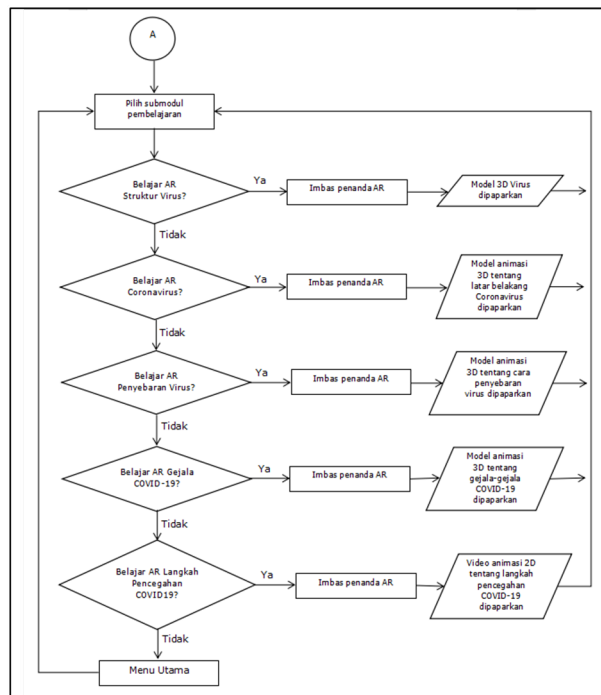 A
Pilih submodul
pembelajaran
Belajar AR
Struktur Virus?
Ya
Imbas penanda AR
Model 3D Virus
dipaparkan
Tidak
Belajar AR
Coronavirus?
Ya
Imbas penanda AR
Model animasi
3D tentang
latar belakang
Coronavirus
dipaparkan
Tidak
Belajar AR
Penyebaran Virus?
Ya
Imbas penanda AR
Model animasi
3D tentang cara
penyebaran
virus dipaparkan
Tidak
Belajar AR Gejala
COVID-19?
Ya
Imbas penanda AR
Model animasi
3D tentang
gejala-gejala
COVID-19
dipaparkan
Tidak
Belajar AR Langkah
Pencegahan
COVID19?
Ya
Imbas penanda AR
Video animasi 2D
tentang langkah
pencegahan
COVID-19
dipaparkan
Tidak
Menu Utama